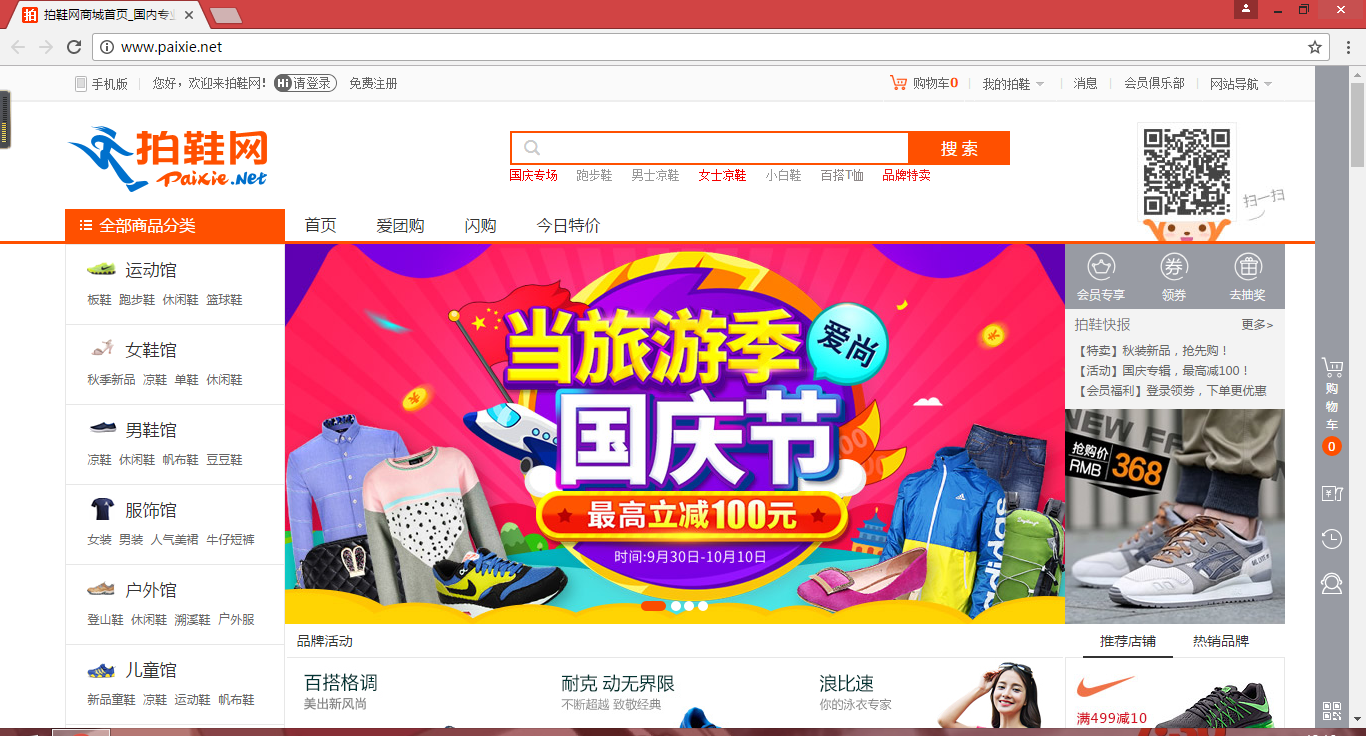 拍 拍鞋网商城首页_国内专业
www.paixie.net
手机版 您好，欢迎来拍鞋网! Hi 请登录 免费注册 购物车0 我的拍鞋 消息 会员俱乐部 网站导航
拍鞋网
Paixie.Net
搜 索
国庆专场 跑步鞋 男士凉鞋 女士凉鞋 小白鞋 百搭T恤 品牌特卖
扫一扫
全部商品分类 首页 爱团购 闪购 今日特价
运动馆
板鞋 跑步鞋 休闲鞋 篮球鞋
女鞋馆
秋季新品 凉鞋 单鞋 休闲鞋
男鞋馆
凉鞋 休闲鞋 帆布鞋 豆豆鞋
服饰馆
女装 男装 人气美裙 牛仔短裤
户外馆
登山鞋 休闲鞋 溯溪鞋 户外服
儿童馆
新品童鞋 凉鞋 运动鞋 帆布鞋
当旅游季
爱尚
国庆节
最高立减100元
时间:9月30日-10月10日
adidas
会员专享 券 领券 去抽奖
拍鞋快报 更多>
【特卖】秋装新品，抢先购！
【活动】国庆专辑，最高减100！
【会员福利】登录领券，下单更优惠
NEW FF
抢购价
RMB 368
购
物
车
0
品牌活动
推荐店铺 热销品牌
百搭格调
美出新风尚
耐克 动无界限
不断超越 致敬经典
浪比速
你的泳衣专家
满499减10